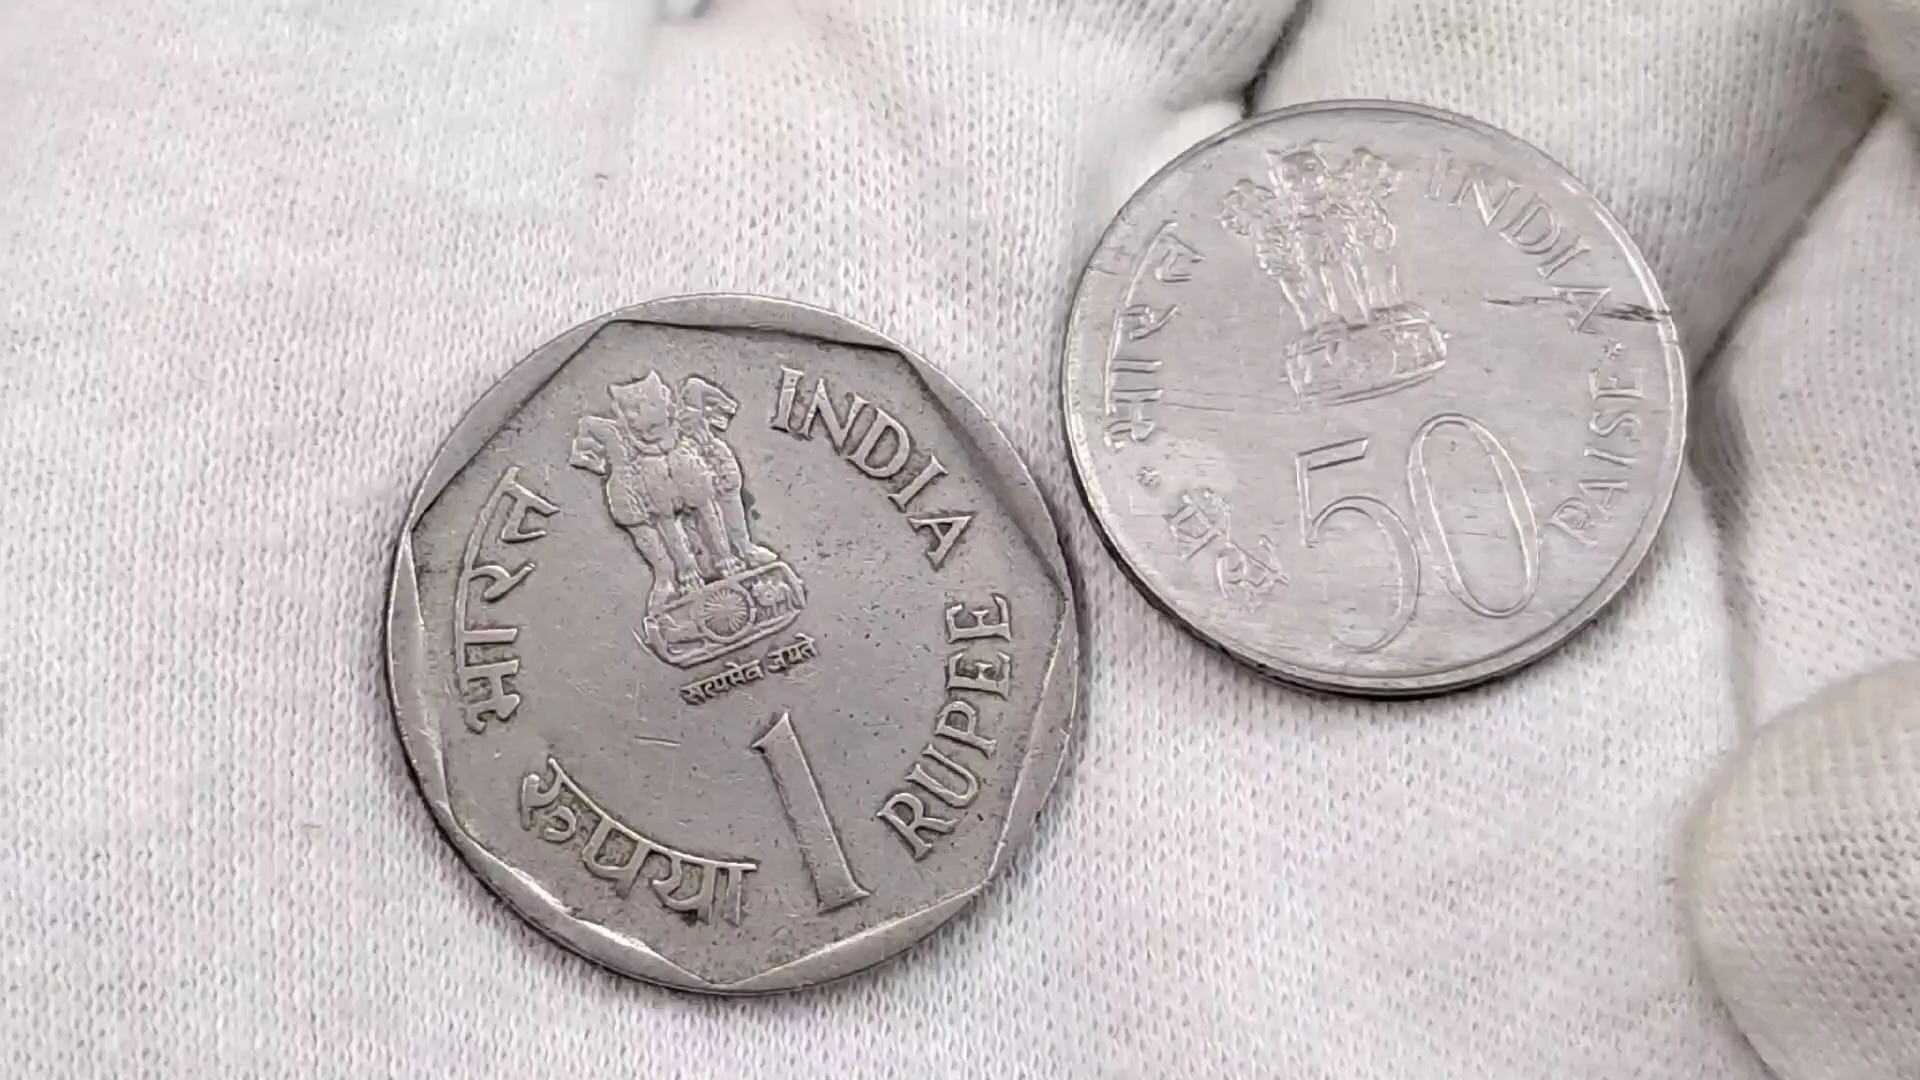 भारत
INDIA
सत्यमेव जयते
1
रुपया
RUPEE
भारत
INDIA
50
पैसे
PAISE